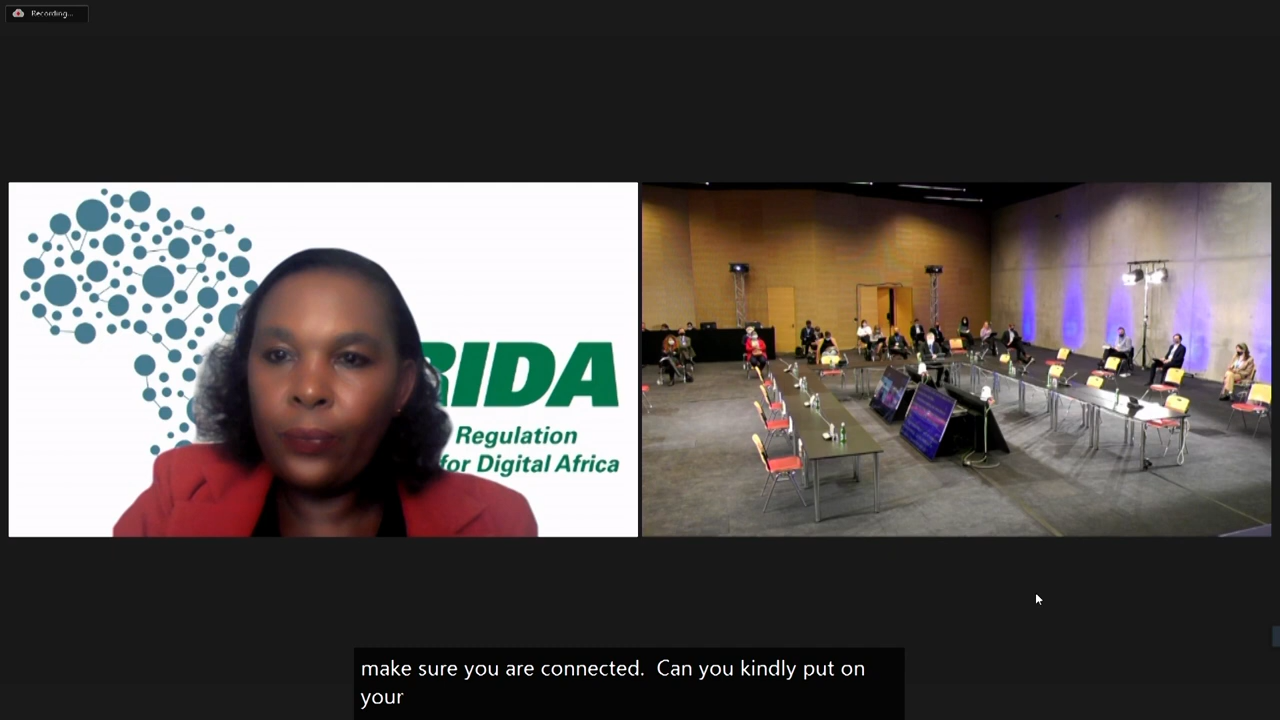 Recording...
RIDA
Regulation
for Digital Africa
make sure you are connected.  Can you kindly put on
your